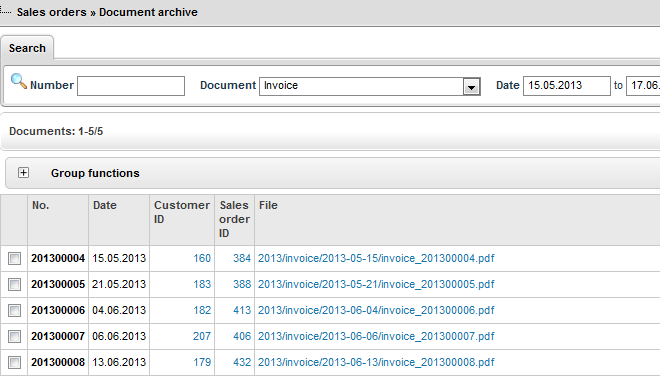 Sales orders » Document archive
Search
Number Document Invoice Date 15.05.2013 to 17.06.
Documents: 1-5/5
Group functions
No. Date Customer ID Sales order ID File
201300004 15.05.2013 160 384 2013/invoice/2013-05-15/invoice_201300004.pdf
201300005 21.05.2013 183 388 2013/invoice/2013-05-21/invoice_201300005.pdf
201300006 04.06.2013 182 413 2013/invoice/2013-06-04/invoice_201300006.pdf
201300007 06.06.2013 207 406 2013/invoice/2013-06-06/invoice_201300007.pdf
201300008 13.06.2013 179 432 2013/invoice/2013-06-13/invoice_201300008.pdf